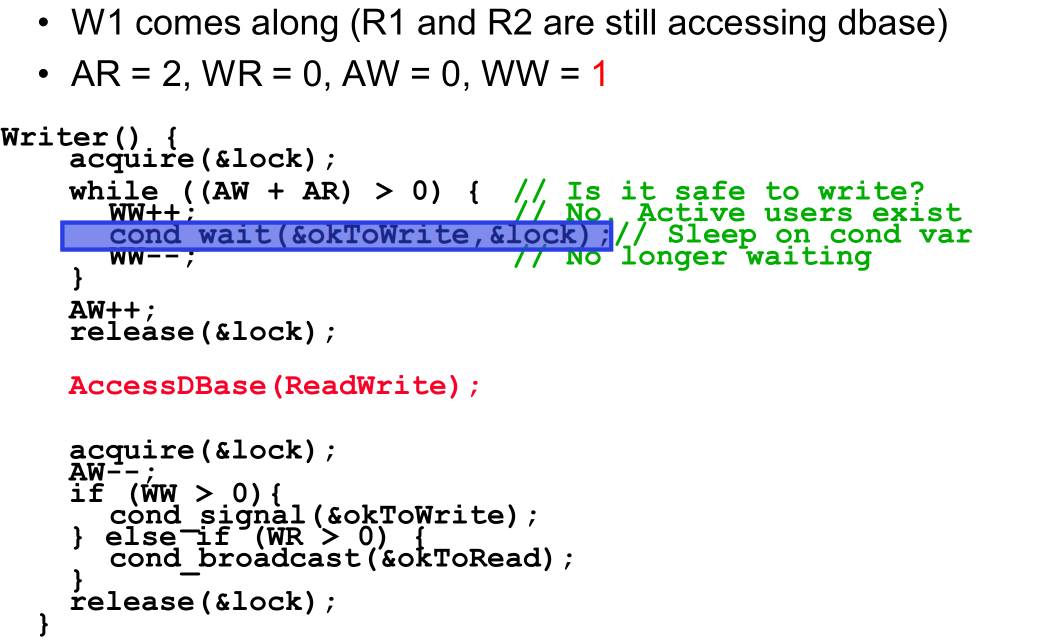 • W1 comes along (R1 and R2 are still accessing dbase)
• AR = 2, WR = 0, AW = 0, WW = 1
Writer() {
acquire(&lock);
while ((AW + AR) > 0) { // Is it safe to write?
WW++; // No. Active users exist
cond_wait(&okToWrite,&lock);// Sleep on cond var
WW--; // No longer waiting
}
AW++;
release(&lock);
AccessDBase(ReadWrite);
acquire(&lock);
AW--;
if (WW > 0){
cond_signal(&okToWrite);
} else if (WR > 0) {
cond_broadcast(&okToRead);
}
release(&lock);
}